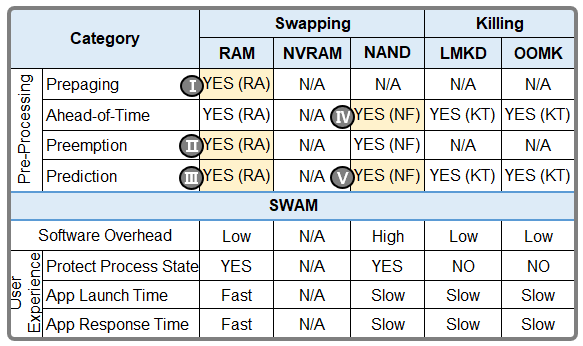 Category Swapping Killing
RAM NVRAM NAND LMKD OOMK
Pre-Processing
Prepaging I YES (RA) N/A N/A N/A N/A
Ahead-of-Time YES (RA) N/A IV YES (NF) YES (KT) YES (KT)
Preemption II YES (RA) N/A YES (NF) N/A N/A
Prediction III YES (RA) N/A V YES (NF) YES (KT) YES (KT)
SWAM
Software Overhead Low N/A High Low Low
User Experience
Protect Process State YES N/A YES NO NO
App Launch Time Fast N/A Slow Slow Slow
App Response Time Fast N/A Slow Slow Slow